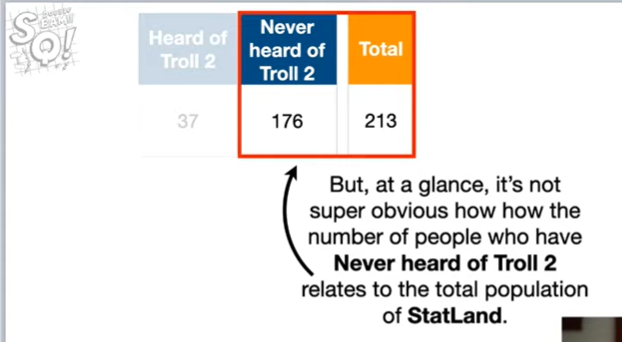 SQ!
Heard of
Troll 2
Never
heard of
Troll 2
Total
37
176
213
But, at a glance, it's not
super obvious how how the
number of people who have
Never heard of Troll 2
relates to the total population
of StatLand.